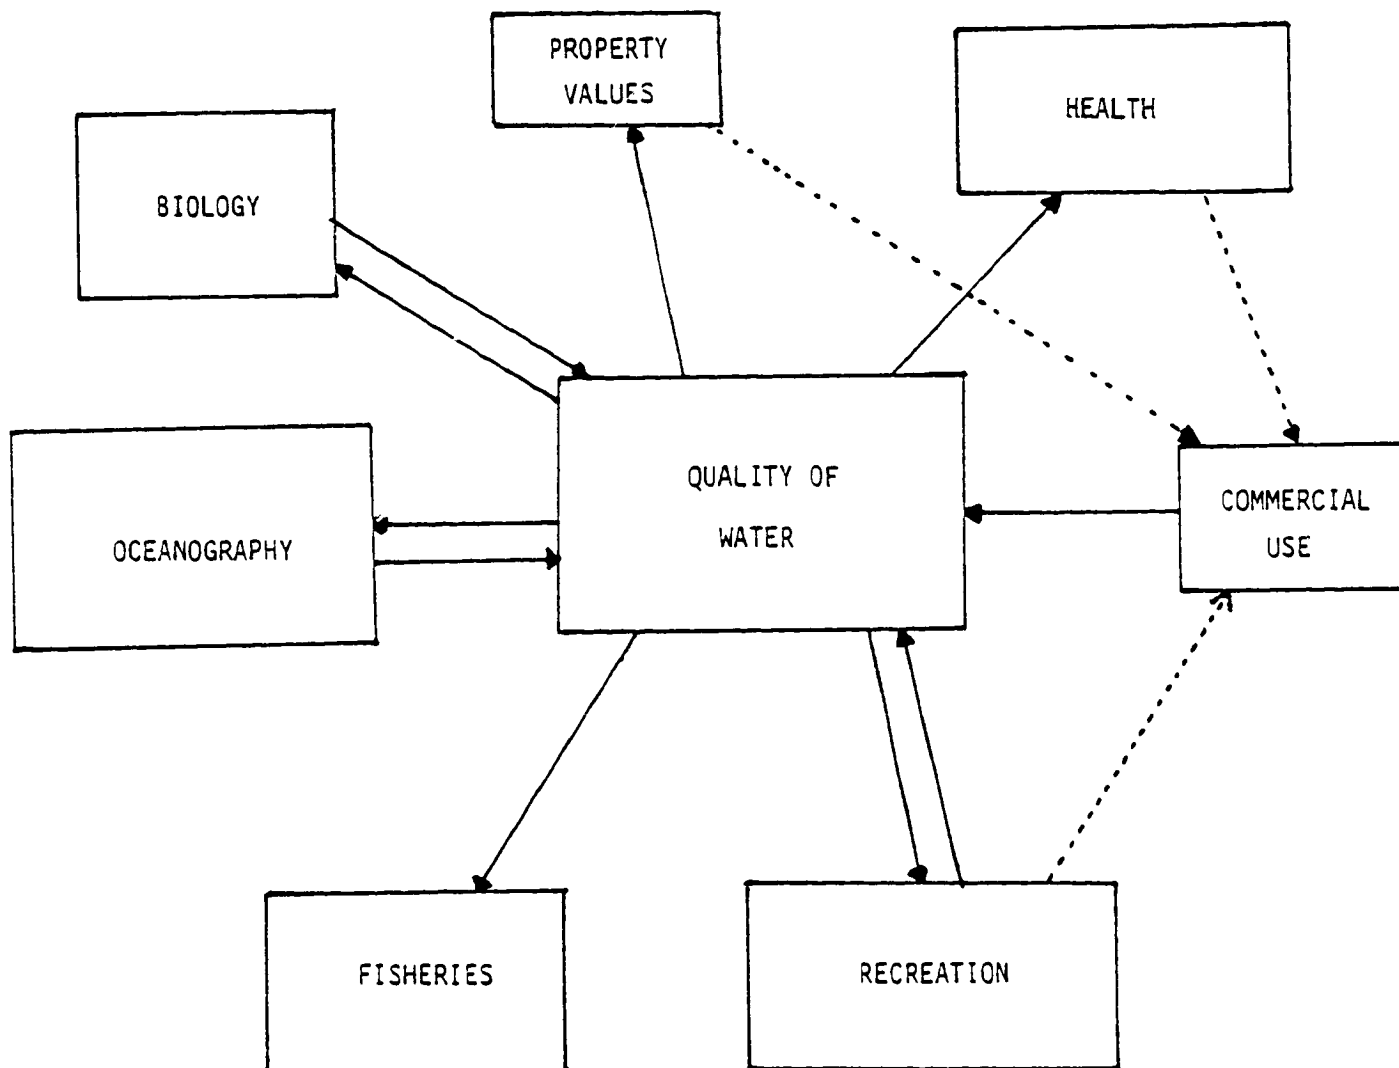 PROPERTY
VALUES
HEALTH
BIOLOGY
QUALITY OF
WATER
OCEANOGRAPHY
COMMERCIAL
USE
FISHERIES
RECREATION